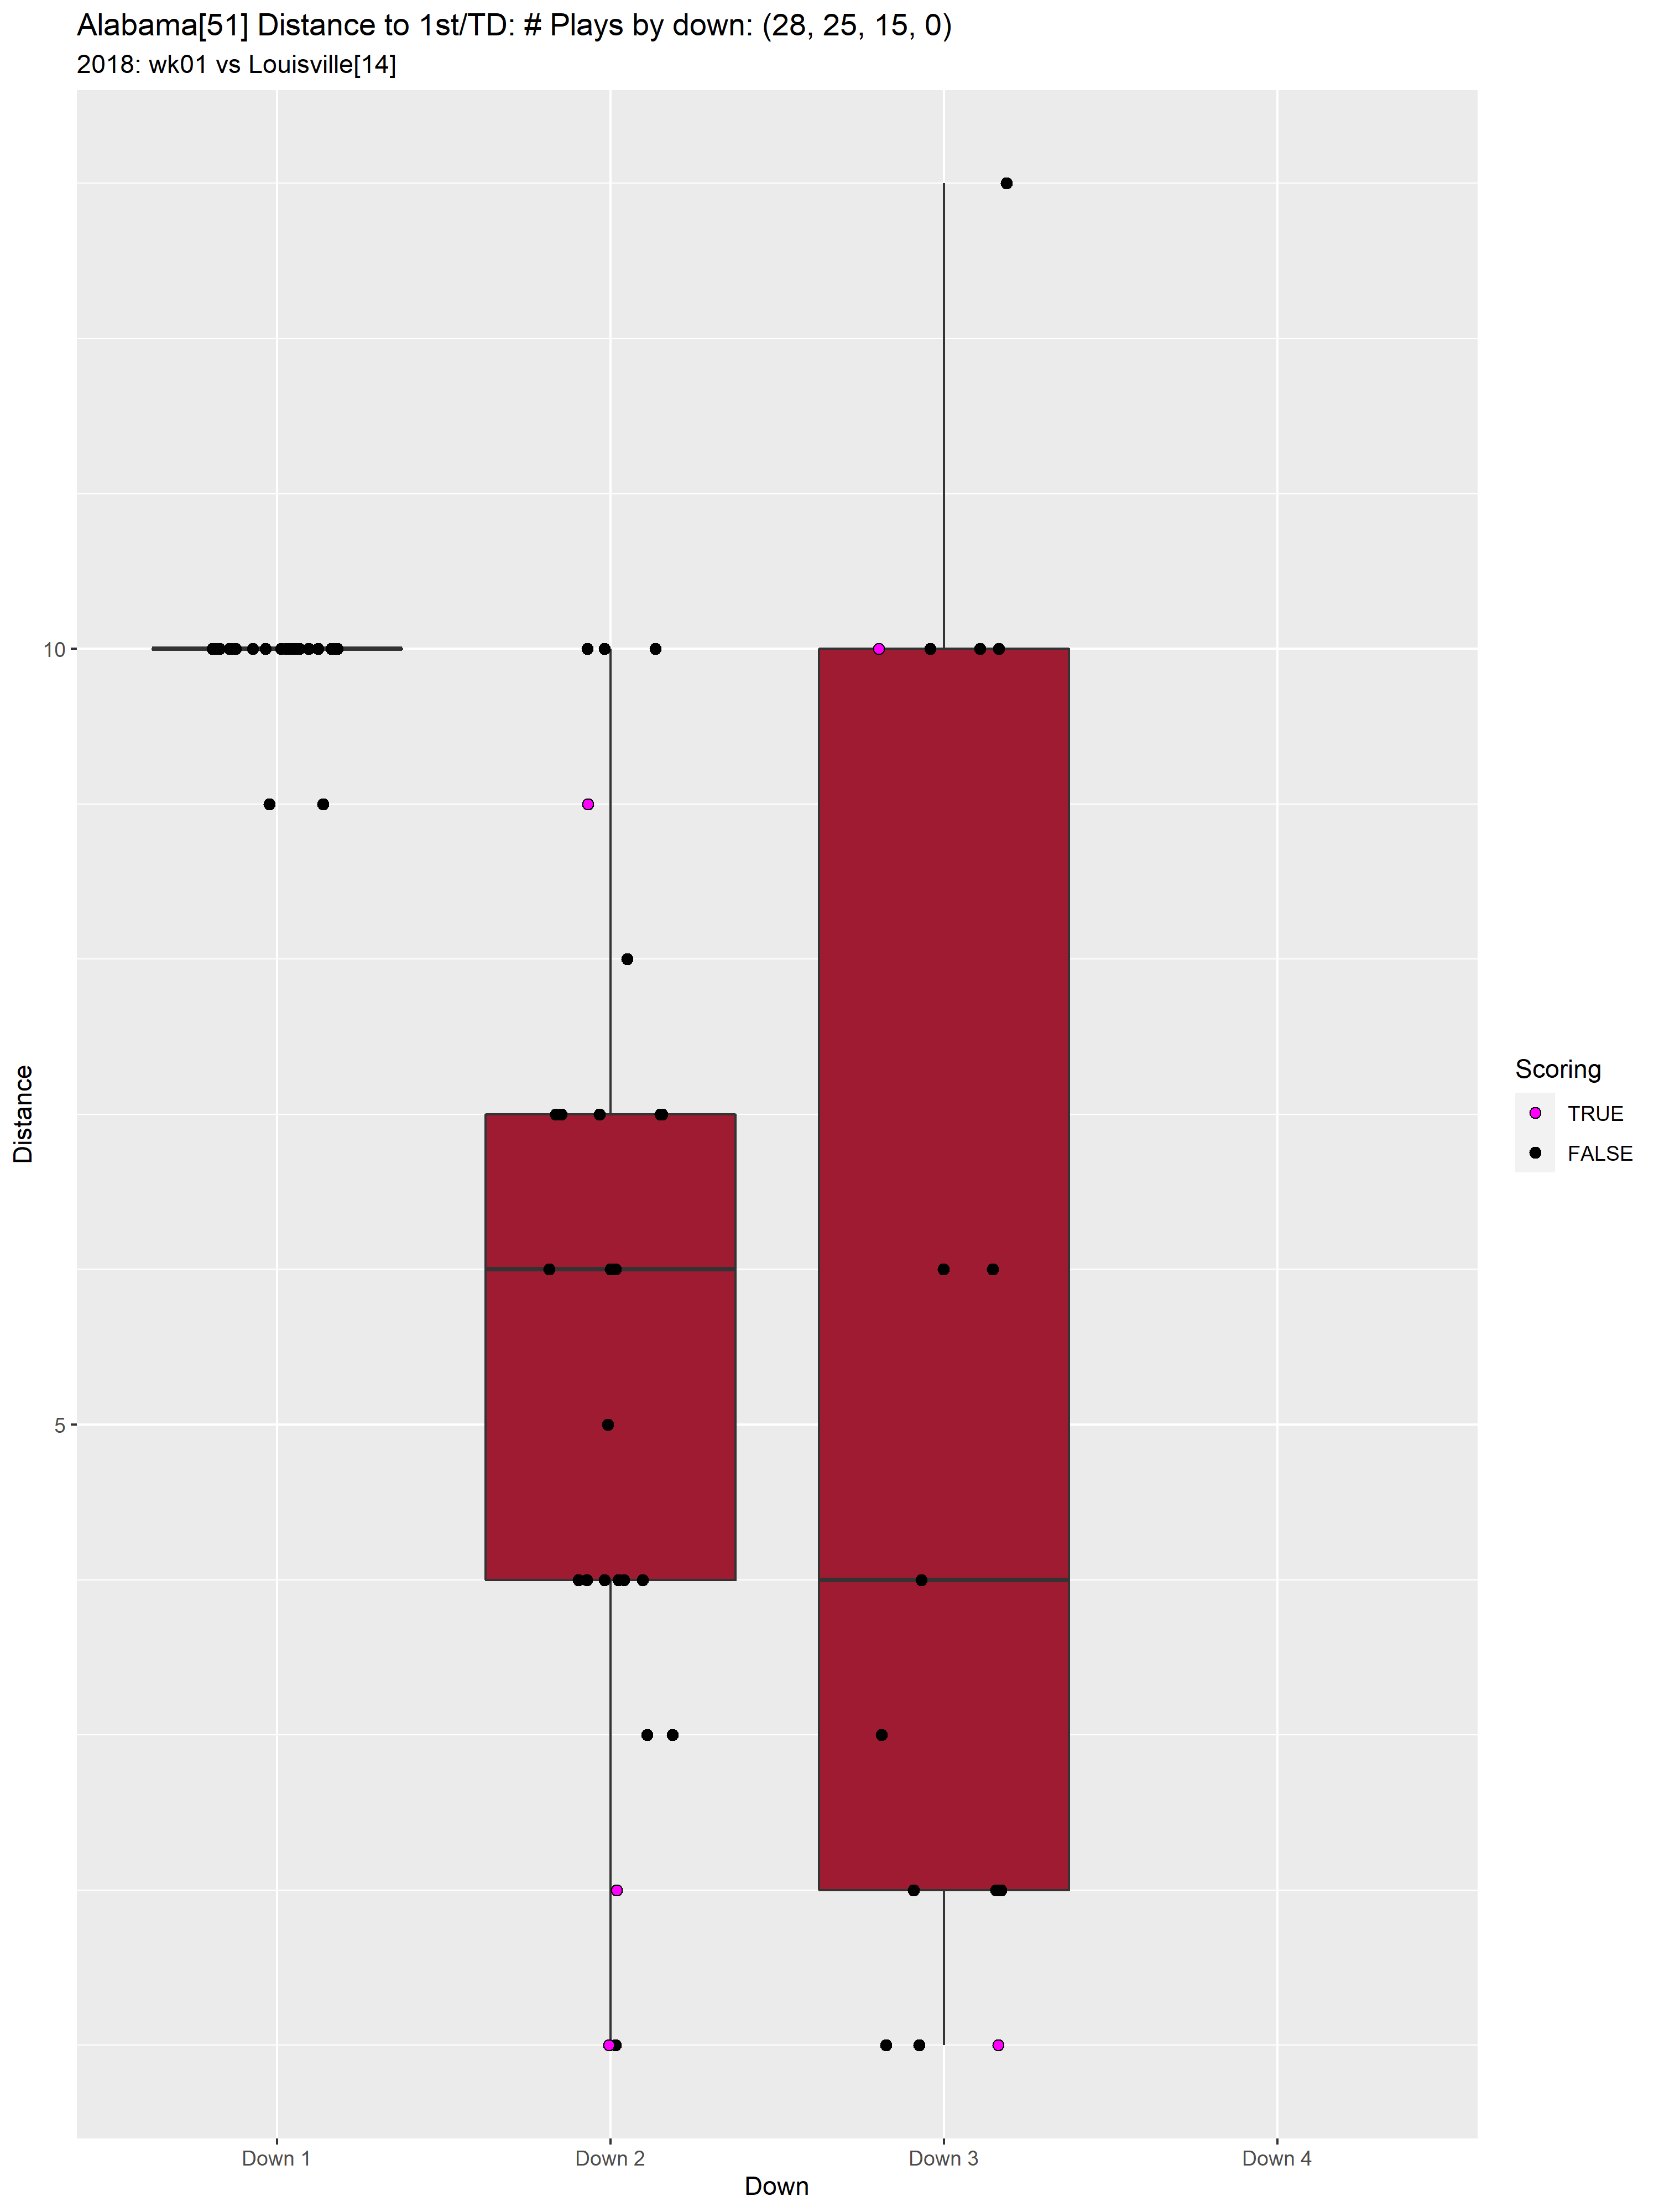 Alabama[51] Distance to 1st/TD: # Plays by down: (28, 25, 15, 0)
2018: wk01 vs Louisville[14]
10
5
Distance
Down 1
Down 2
Down 3
Down 4
Down
Scoring
TRUE
FALSE